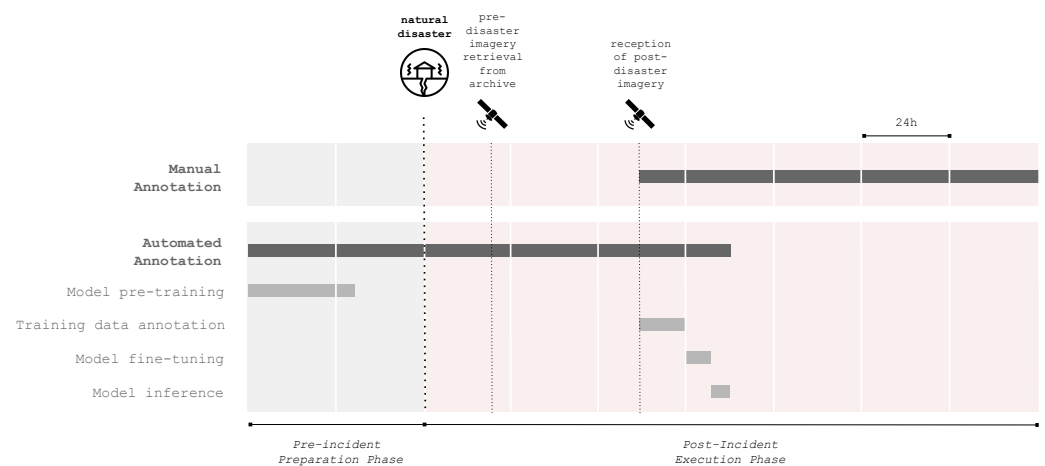 natural
disaster
pre-
disaster
imagery
retrieval
from
archive
reception
of post-
disaster
imagery
24h
Manual
Annotation
Automated
Annotation
Model pre-training
Training data annotation
Model fine-tuning
Model inference
Pre-incident
Preparation Phase
Post-Incident
Execution Phase